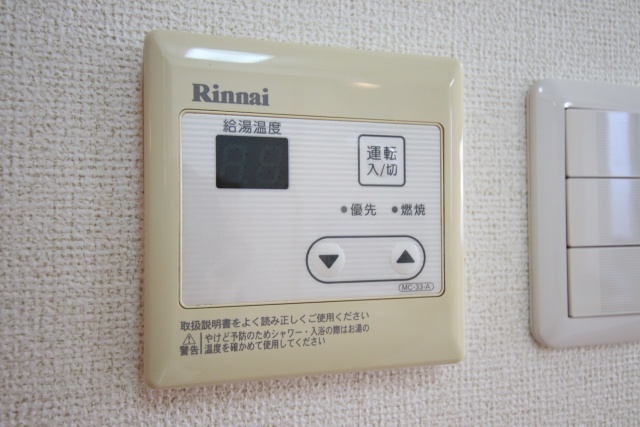 Rinnai
給湯温度
運転
入/切
優先 燃焼
MC-33-A
取扱説明書をよく読み正しくご使用ください
警告 やけど予防のためシャワー・入浴の際はお湯の
温度を確かめて使用してください